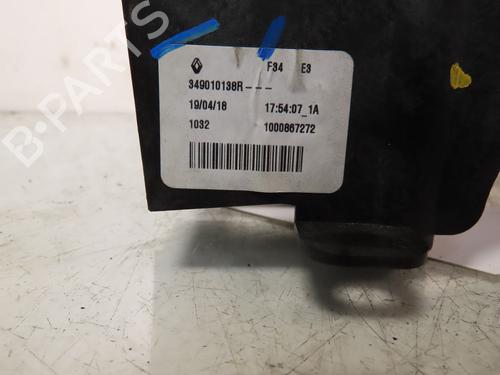 F34 E3
349010138R---
19/04/18 17:54:07_1A
1032 1000867272
B-PARTS